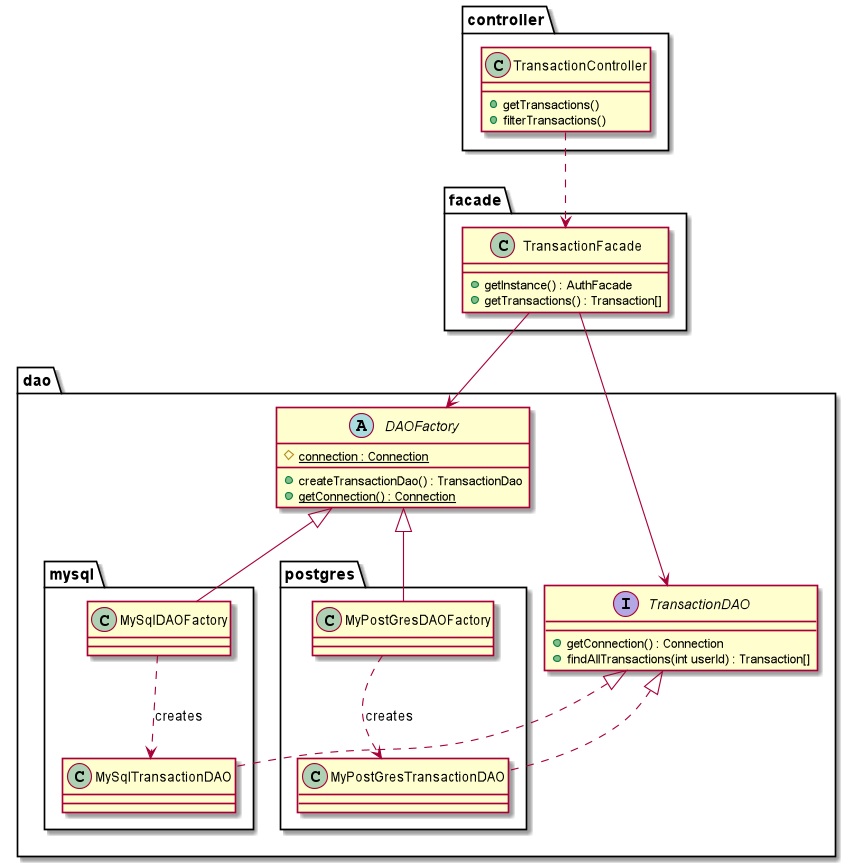 controller
C TransactionController
getTransactions()
filterTransactions()
facade
C TransactionFacade
getInstance() : AuthFacade
getTransactions() : Transaction[]
dao
A DAOFactory
connection : Connection
createTransactionDao() : TransactionDao
getConnection() : Connection
mysql
C MySqlDAOFactory
postgres
C MyPostGresDAOFactory
I TransactionDAO
getConnection() : Connection
findAllTransactions(int userId) : Transaction[]
creates
creates
C MySqlTransactionDAO
C MyPostGresTransactionDAO